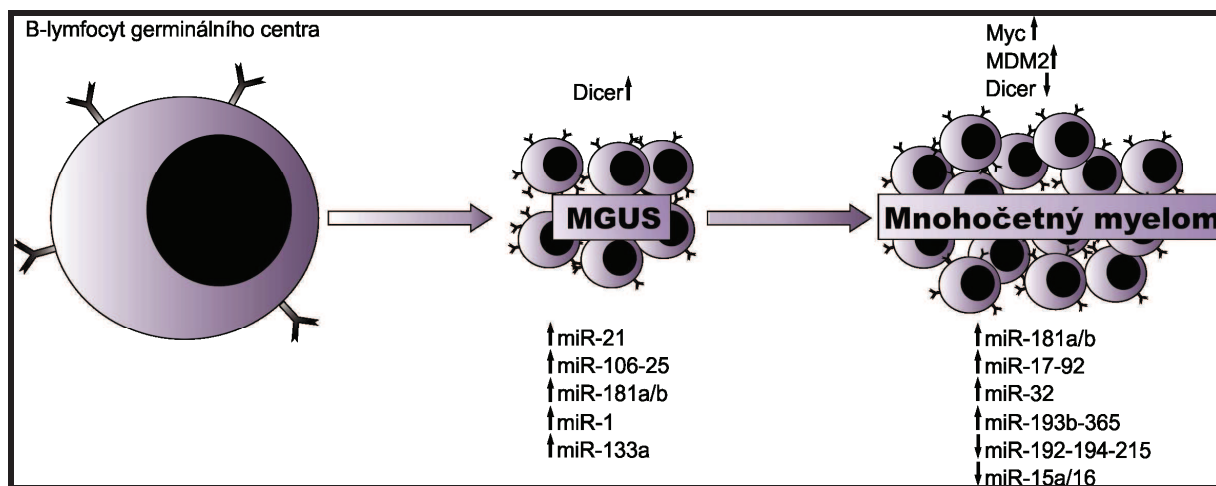 B-lymfocyt germinálního centra
Dicer↑
MGUS
↑miR-21
↑miR-106-25
↑miR-181a/b
↑miR-1
↑miR-133a
Myc↑
MDM2↑
Dicer↓
Mnohočetný myelom
↑miR-181a/b
↑miR-17-92
↑miR-32
↑miR-193b-365
↓miR-192-194-215
↓miR-15a/16